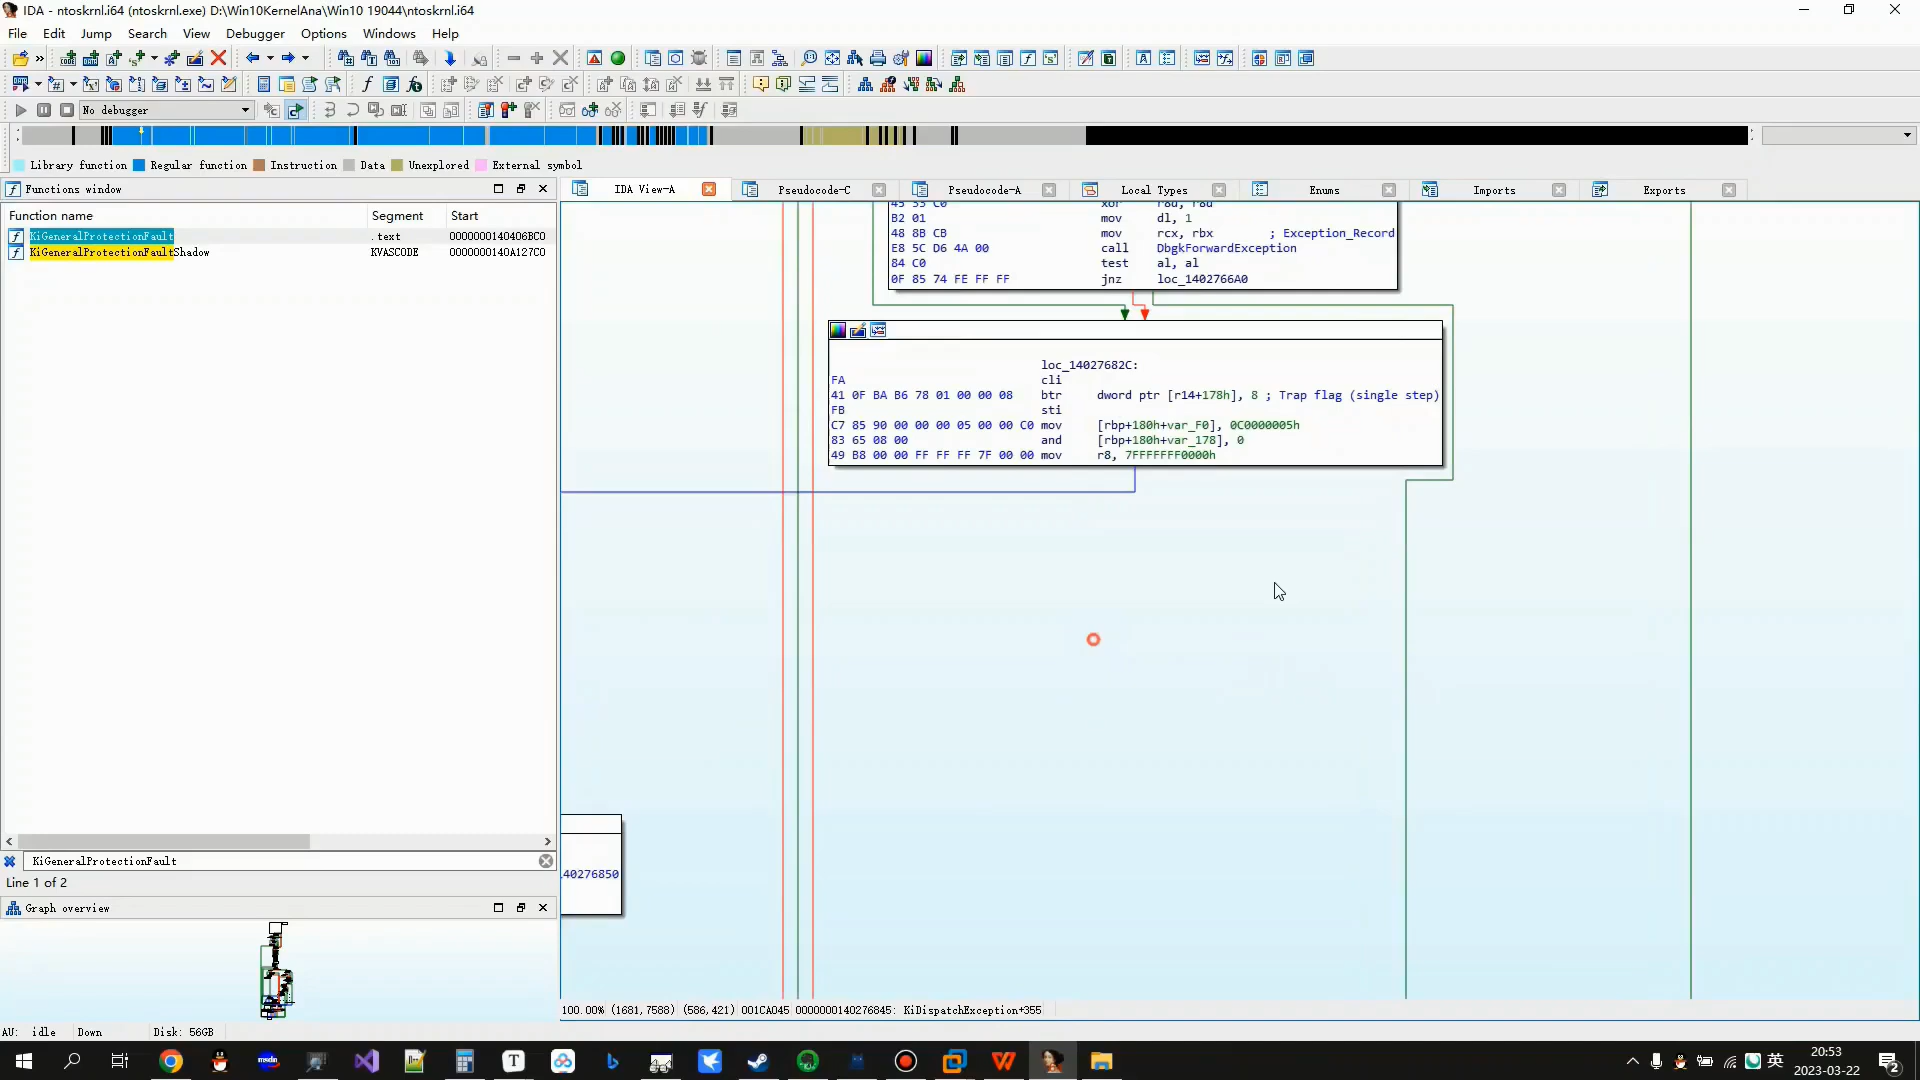 IDA - ntoskrnl.i64 (ntoskrnl.exe) D:\Win10KernelAna\Win10 19044\ntoskrnl.i64
File Edit Jump Search View Debugger Options Windows Help
No debugger
Library function Regular function Instruction Data Unexplored External symbol
Functions window
Function name Segment Start
KiGeneralProtectionFault .text 0000000140406BC0
KiGeneralProtectionFaultShadow KVASCODE 0000000140A127C0
KiGeneralProtectionFault
Line 1 of 2
Graph overview
IDA View-A Pseudocode-C Pseudocode-A Local Types Enums Imports Exports
45 33 C0 xor r8d, r8d
B2 01 mov dl, 1
48 8B CB mov rcx, rbx ; Exception_Record
E8 5C D6 4A 00 call DbgkForwardException
84 C0 test al, al
0F 85 74 FE FF FF jnz loc_1402766A0
loc_14027682C:
FA cli
41 0F BA B6 78 01 00 00 08 btr dword ptr [r14+178h], 8 ; Trap flag (single step)
FB sti
C7 85 90 00 00 00 05 00 00 C0 mov [rbp+180h+var_F0], 0C0000005h
83 65 08 00 and [rbp+180h+var_178], 0
49 B8 00 00 FF FF FF 7F 00 00 mov r8, 7FFFFFFF0000h
140276850
100.00% (1681,7588) (586,421) 001CA045 0000000140276845: KiDispatchException+355
AU: idle Down Disk: 56GB
英
20:53
2023-03-22
2